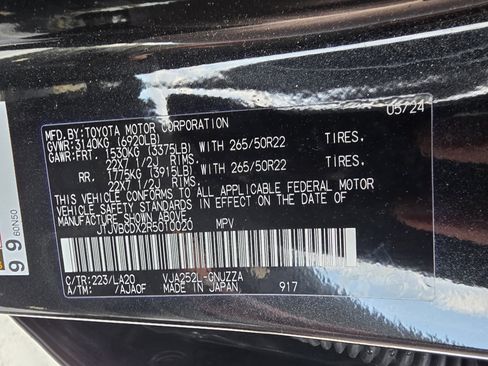 05/24
MFD.BY:TOYOTA MOTOR CORPORATION
GVWR:3140KG (6920LB)
GAWR:FRT. 1530KG (3375LB) WITH 265/50R22 TIRES.
22X7 1/2J RIMS.
RR. 1775KG (3915LB) WITH 265/50R22 TIRES.
22X7 1/2J RIMS.
THIS VEHICLE CONFORMS TO ALL APPLICABLE FEDERAL MOTOR
VEHICLE SAFETY STANDARDS IN EFFECT ON THE DATE OF
MANUFACTURE SHOWN ABOVE.
JTJVBCDX2R5010020 MPV
C/TR:223/LA20 VJA252L-GNUZZA
A/TM: /AJA0F MADE IN JAPAN 917
99
60N50